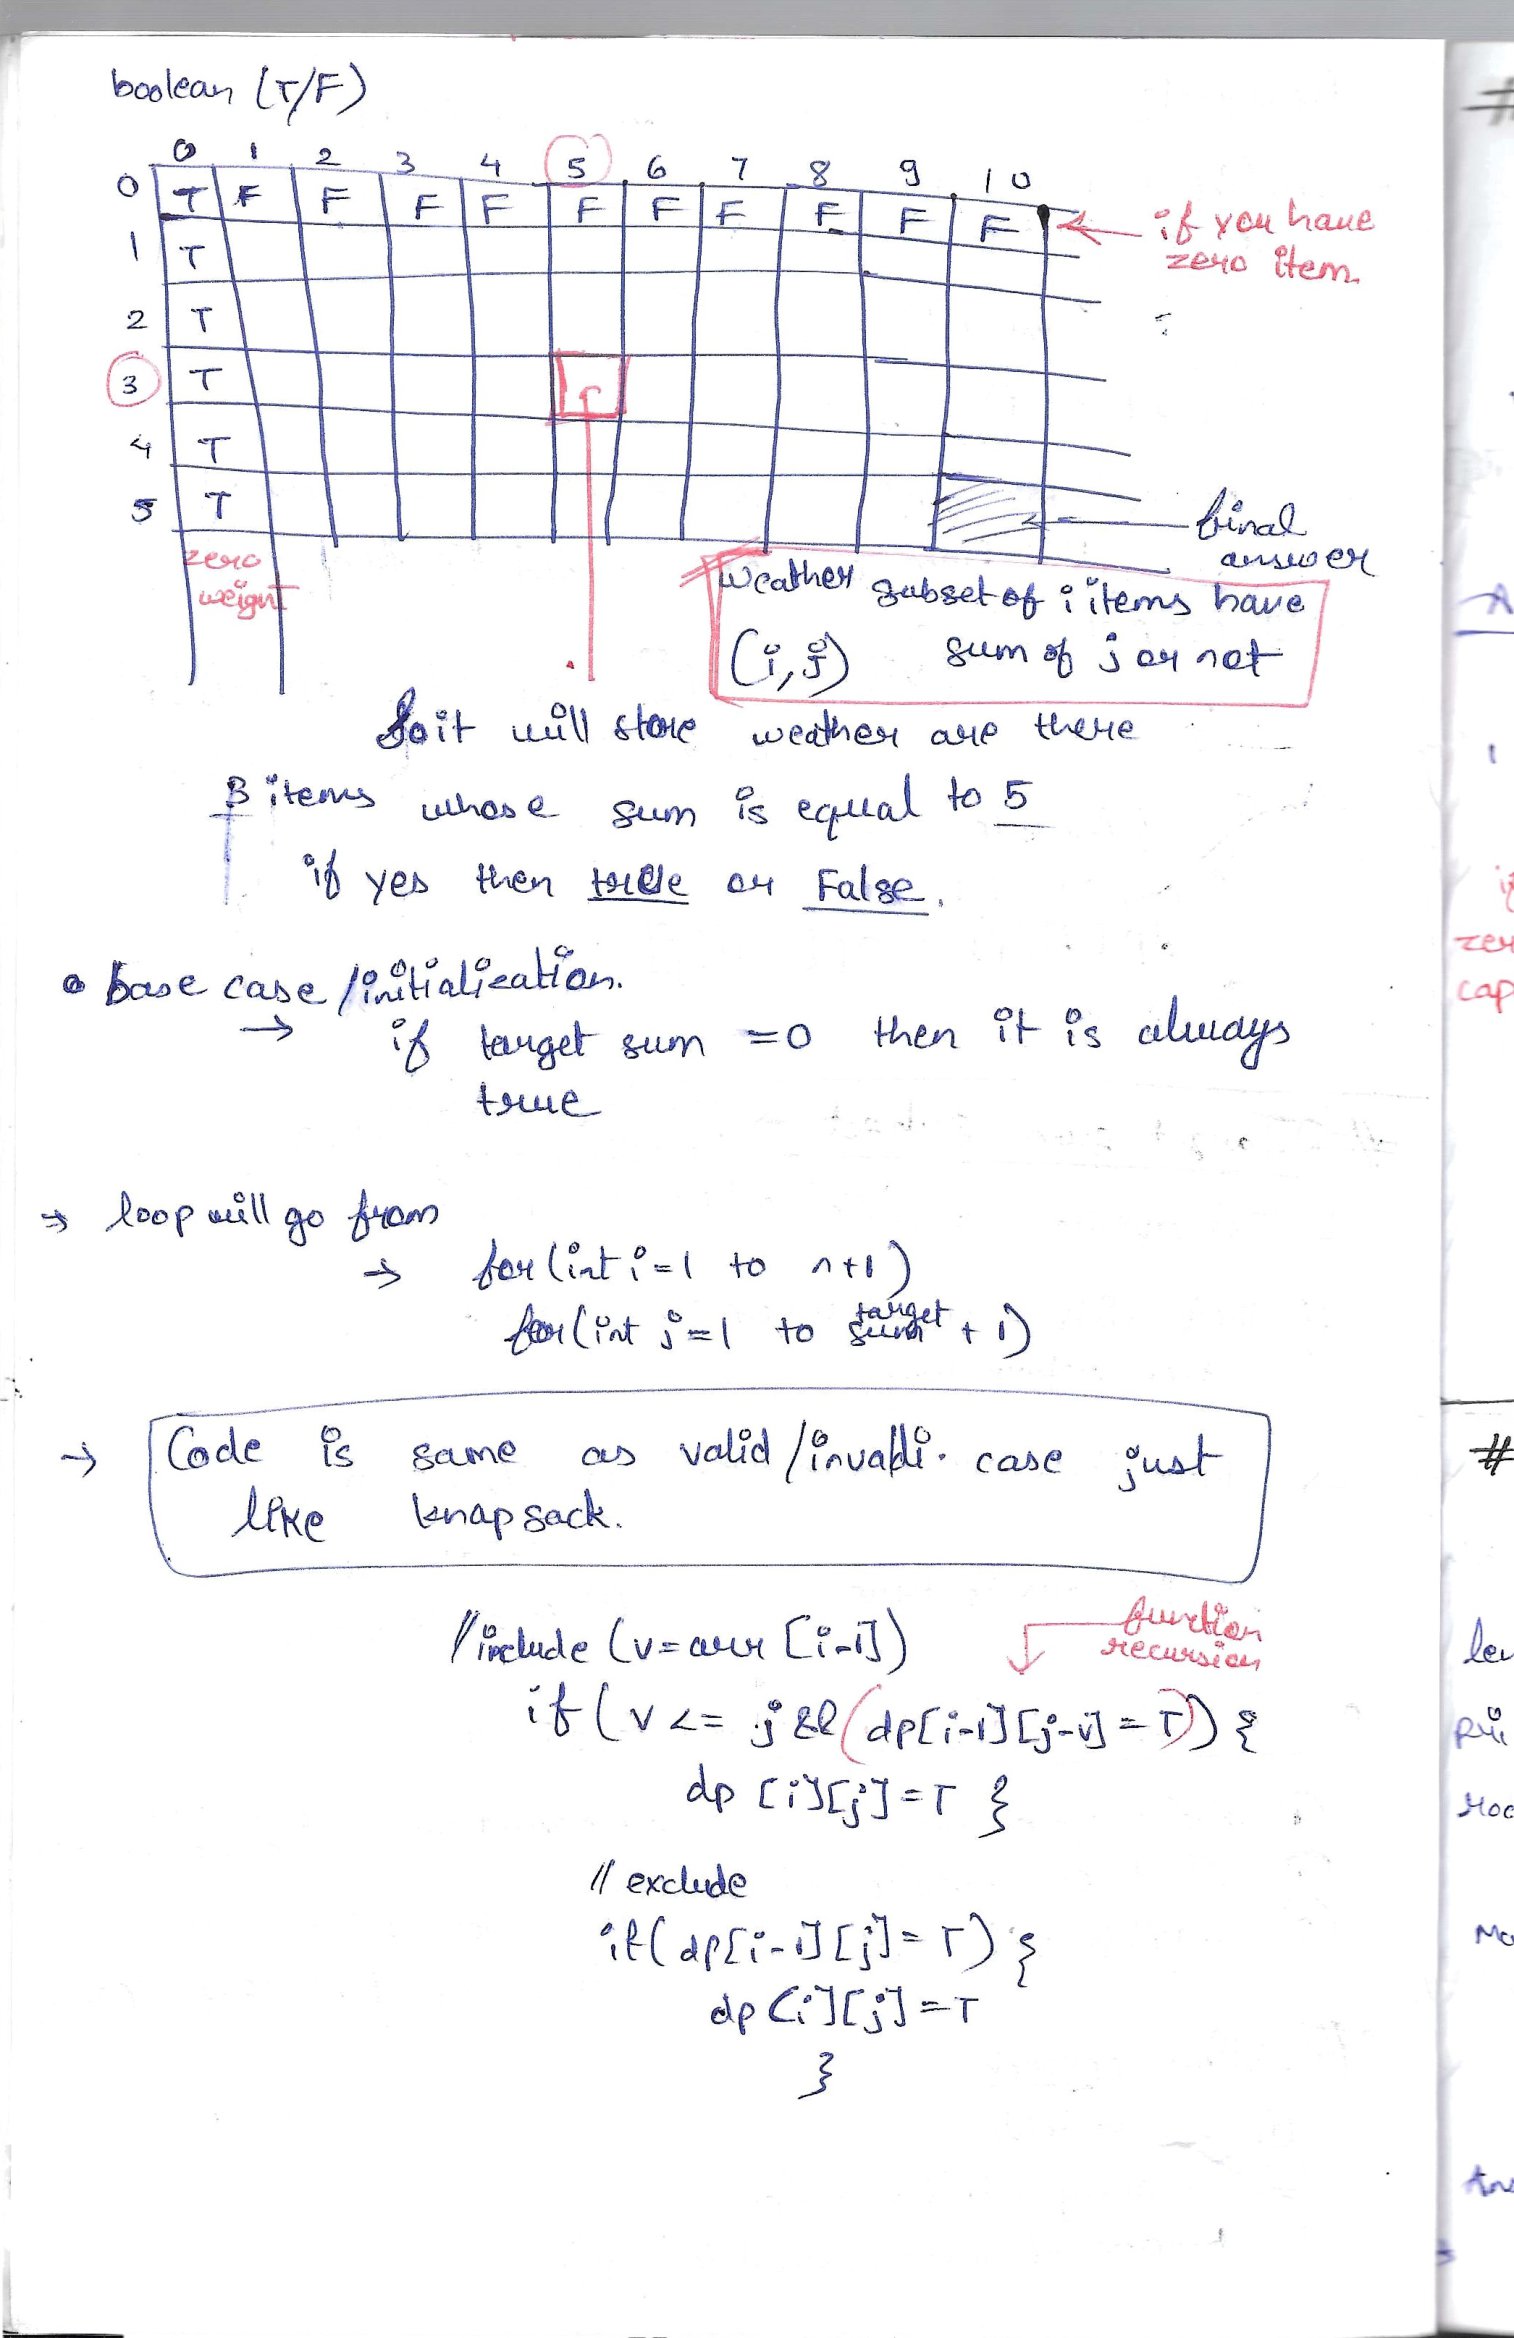 boolean (T/F)
0 1 2 3 4 5 6 7 8 9 10
0 T F F F F F F F F F F
if you have
zero item
1 T
2 T
3 T
4 T
5 T
final
answer
zero
weight
weather subset of i items have
(i, j) sum of j or not
So it will store weather are there
3 items whose sum is equal to 5
if yes then true or False.
• base case /initialization.
→ if target sum =0 then it is always
true
→ loop will go from
→ for(int i=1 to n+1)
for(int j=1 to target sum + 1)
→ Code is same as valid/invali. case just
like knapsack.
function
recursion
//include (v=arr[i-1])
if(v<= j && (dp[i-1][j-v] = T)) {
dp[i][j]=T }
// exclude
if(dp[i-1][j]=T) {
dp[i][j]=T
}
#
A
1
zer
cap
#
Mo